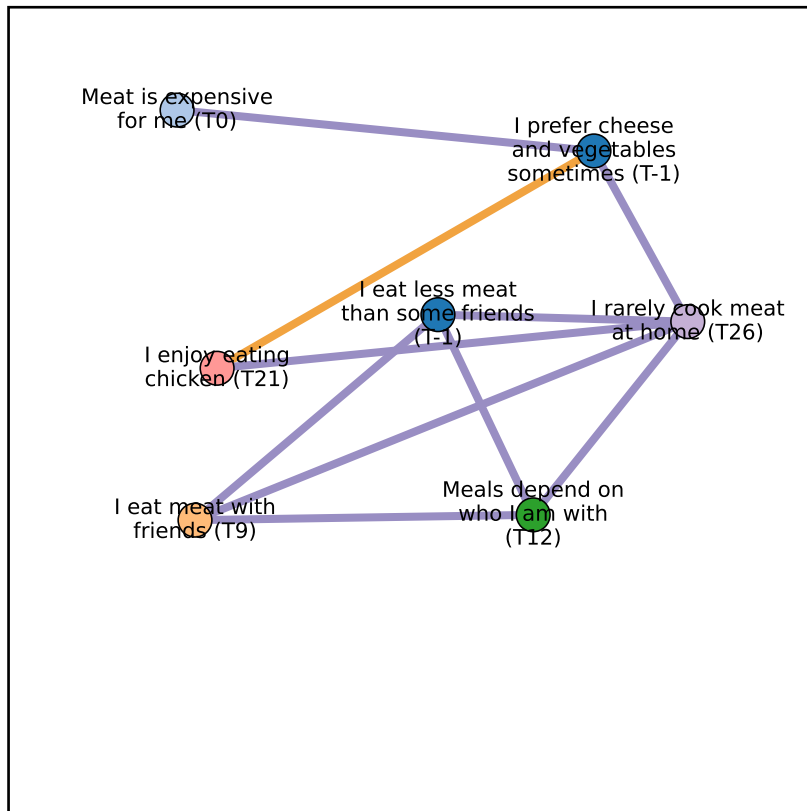 Meat is expensive
for me (T0)
I prefer cheese
and vegetables
sometimes (T-1)
I eat less meat
than some friends
(T-1)
I rarely cook meat
at home (T26)
I enjoy eating
chicken (T21)
I eat meat with
friends (T9)
Meals depend on
who I am with
(T12)